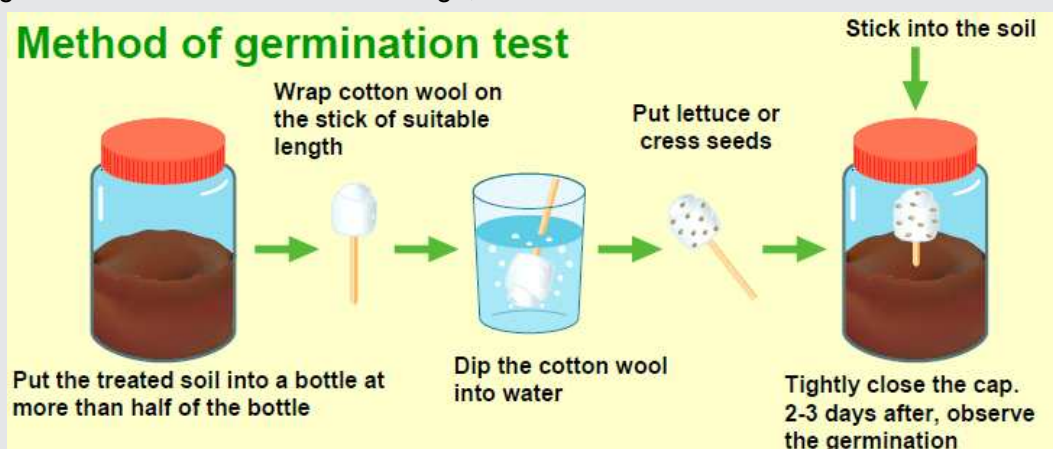 Method of germination test
Stick into the soil
Wrap cotton wool on
the stick of suitable
length
Put lettuce or
cress seeds
Put the treated soil into a bottle at
more than half of the bottle
Dip the cotton wool
into water
Tightly close the cap.
2-3 days after, observe
the germination